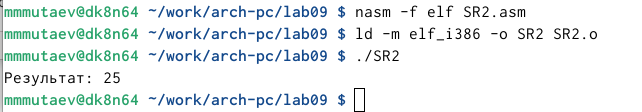 mmmutaev@dk8n64 ~/work/arch-pc/lab09 $ nasm -f elf SR2.asm
mmmutaev@dk8n64 ~/work/arch-pc/lab09 $ ld -m elf_i386 -o SR2 SR2.o
mmmutaev@dk8n64 ~/work/arch-pc/lab09 $ ./SR2
Результат: 25
mmmutaev@dk8n64 ~/work/arch-pc/lab09 $